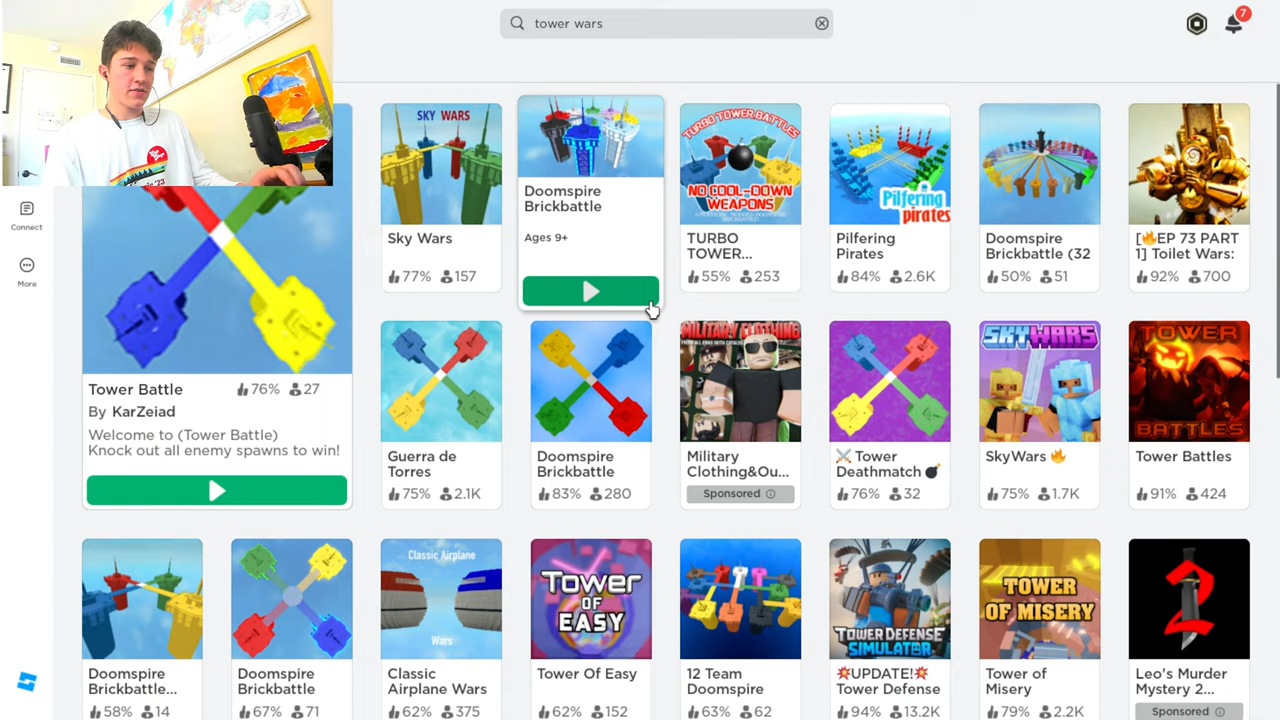 tower wars
7
Connect
More
Tower Battle
76% 27
By KarZeiad
Welcome to (Tower Battle)
Knock out all enemy spawns to win!
SKY WARS
Sky Wars
77% 157
Doomspire
Brickbattle
Ages 9+
TURBO TOWER BATTLES
NO COOL-DOWN
WEAPONS
TURBO
TOWER...
55% 253
Pilfering
pirates
Pilfering
Pirates
84% 2.6K
Doomspire
Brickbattle (32
50% 51
[🔥EP 73 PART
1] Toilet Wars:
92% 700
Guerra de
Torres
75% 2.1K
Doomspire
Brickbattle
83% 280
MILITARY CLOTHING
Military
Clothing&Ou...
Sponsored
⚔️ Tower
Deathmatch 💣
76% 32
SKYWARS
SkyWars 🔥
75% 1.7K
TOWER
BATTLES
Tower Battles
91% 424
Doomspire
Brickbattle...
58% 14
Doomspire
Brickbattle
67% 71
Classic Airplane
Wars
Classic
Airplane Wars
62% 375
Tower
OF
EASY
Tower Of Easy
62% 152
12 Team
Doomspire
63% 62
TOWER DEFENSE
SIMULATOR
💥UPDATE!💥
Tower Defense
94% 13.2K
TOWER
OF MISERY
Tower of
Misery
79% 2.2K
2
Leo's Murder
Mystery 2...
Sponsored